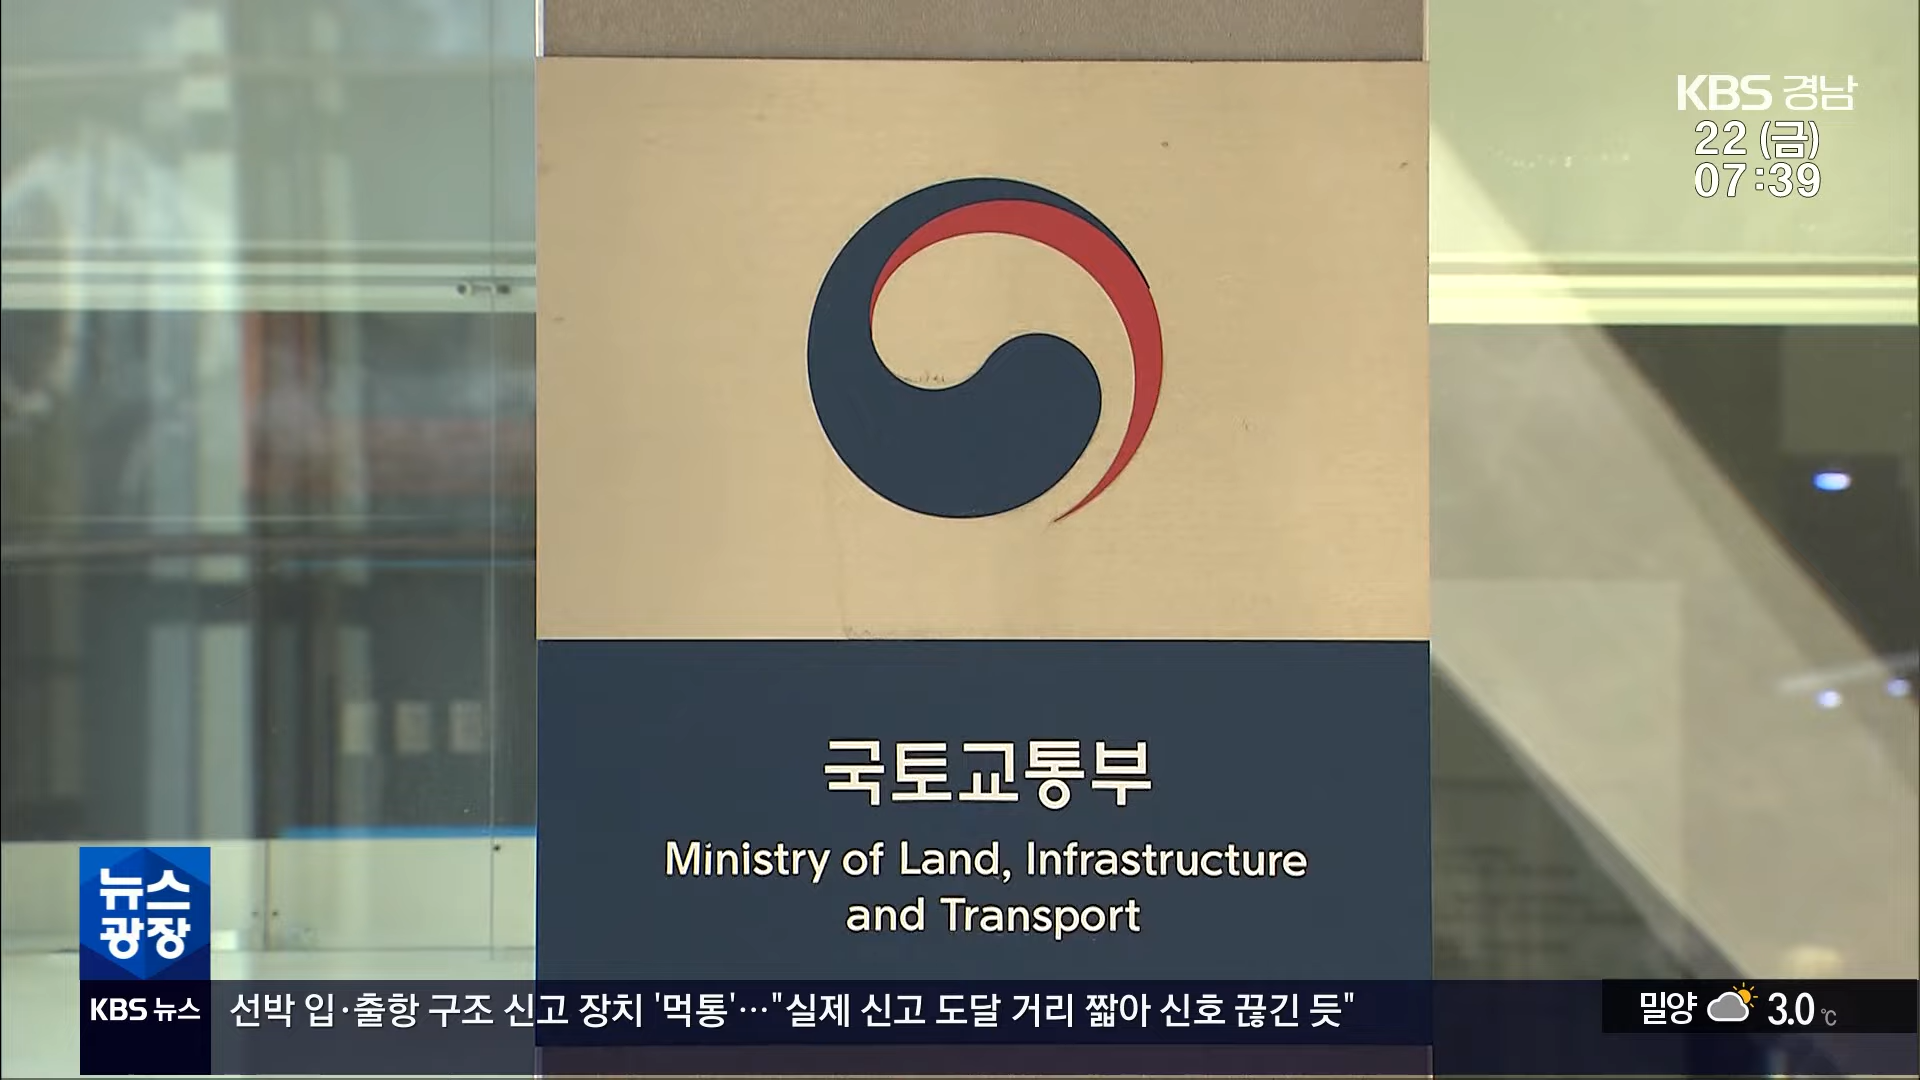 KBS 경남
22 (금)
07:39
국토교통부
Ministry of Land, Infrastructure
and Transport
뉴스
광장
KBS 뉴스 선박 입·출항 구조 신고 장치 '먹통'…"실제 신고 도달 거리 짧아 신호 끊긴 듯"
밀양 3.0℃